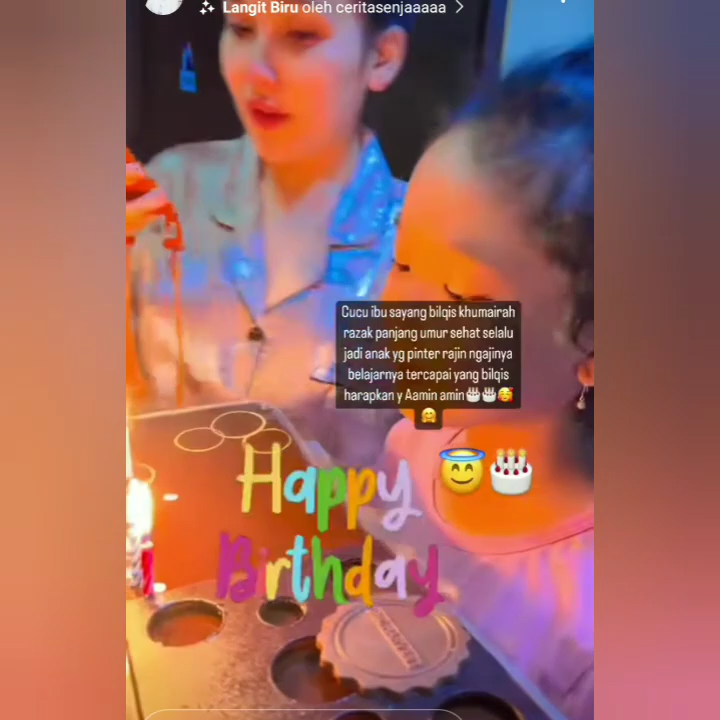 Langit Biru oleh ceritasenjaaaaa
Cucu ibu sayang bilqis khumairah
razak panjang umur sehat selalu
jadi anak yg pinter rajin ngajinya
belajarnya tercapai yang bilqis
harapkan y Aamin amin
Happy
Birthday